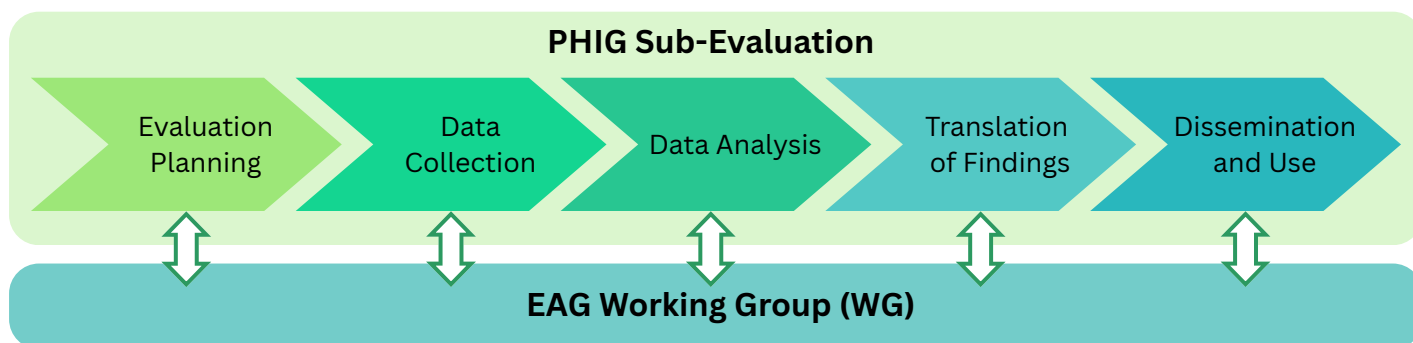 PHIG Sub-Evaluation
Evaluation
Planning
Data
Collection
Data Analysis
Translation
of Findings
Dissemination
and Use
EAG Working Group (WG)